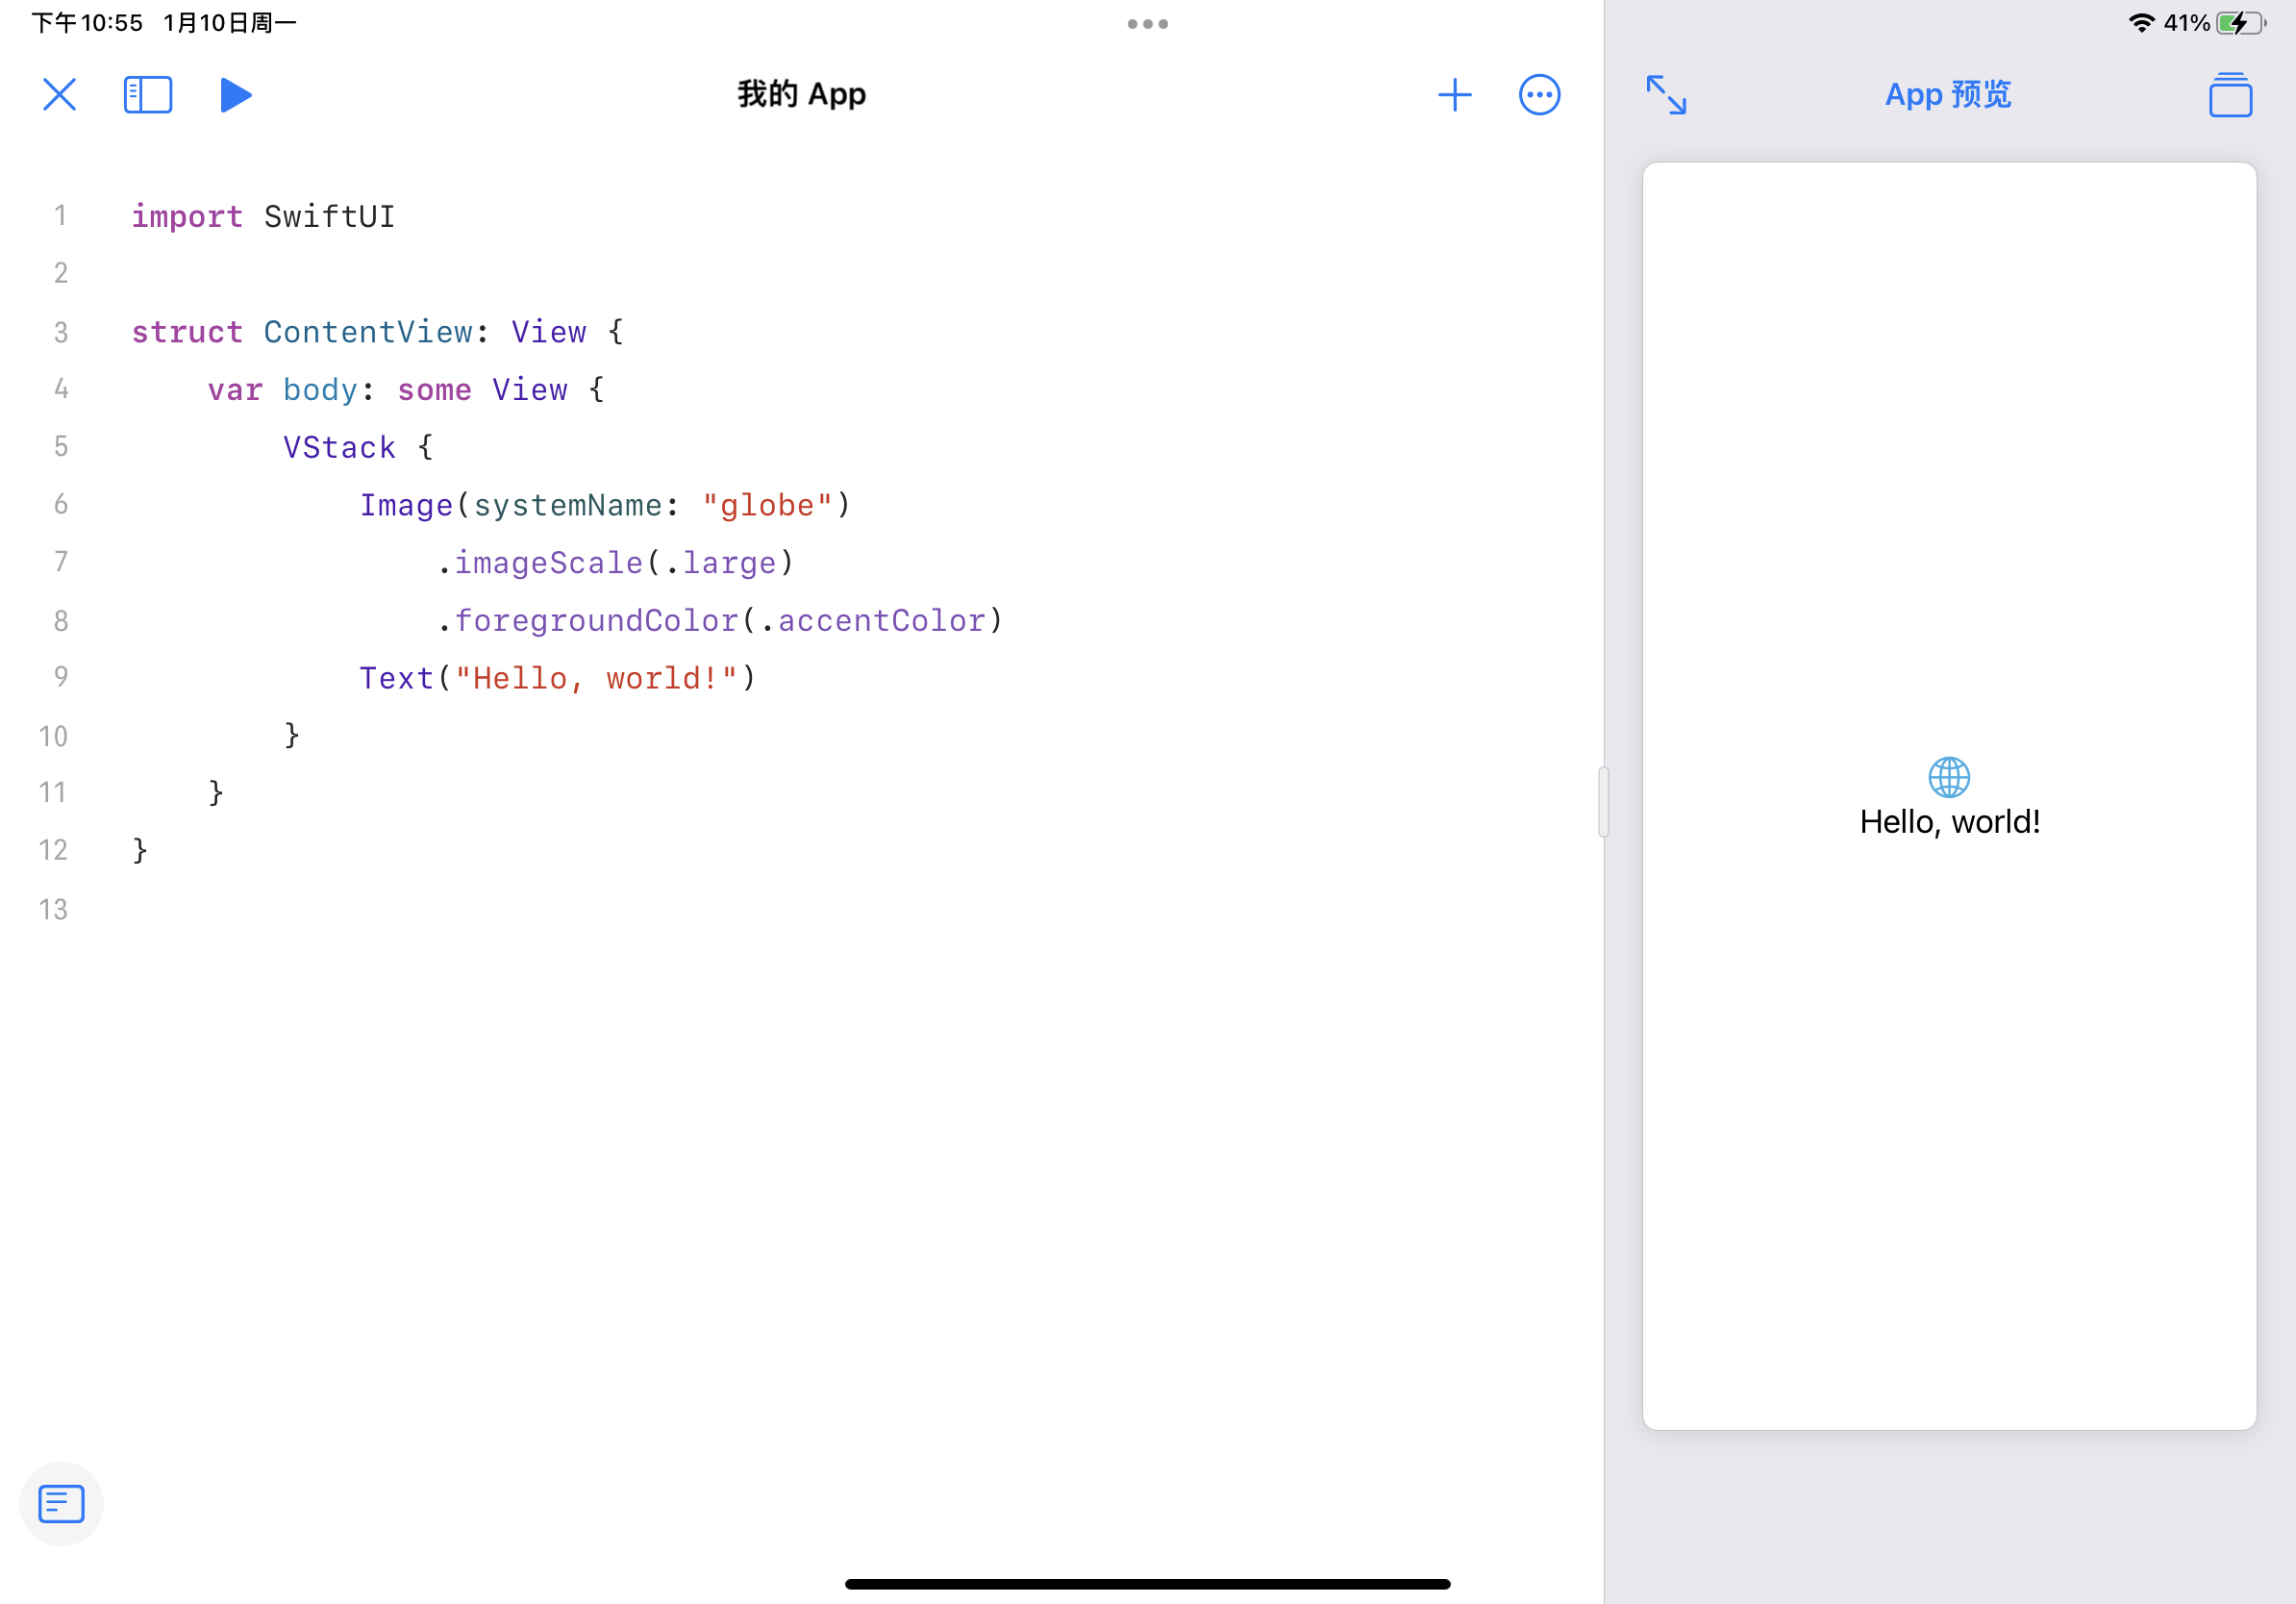 下午10:55 1月10日周一
41%
我的 App
App 预览
1 import SwiftUI
2
3 struct ContentView: View {
4     var body: some View {
5         VStack {
6             Image(systemName: "globe")
7                 .imageScale(.large)
8                 .foregroundColor(.accentColor)
9             Text("Hello, world!")
10         }
11     }
12 }
13
Hello, world!